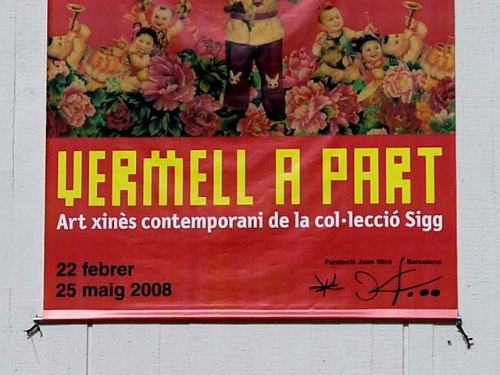 VERMELL A PART
Art xinès contemporani de la col·lecció Sigg
Fundació Joan Miró Barcelona
22 febrer
25 maig 2008